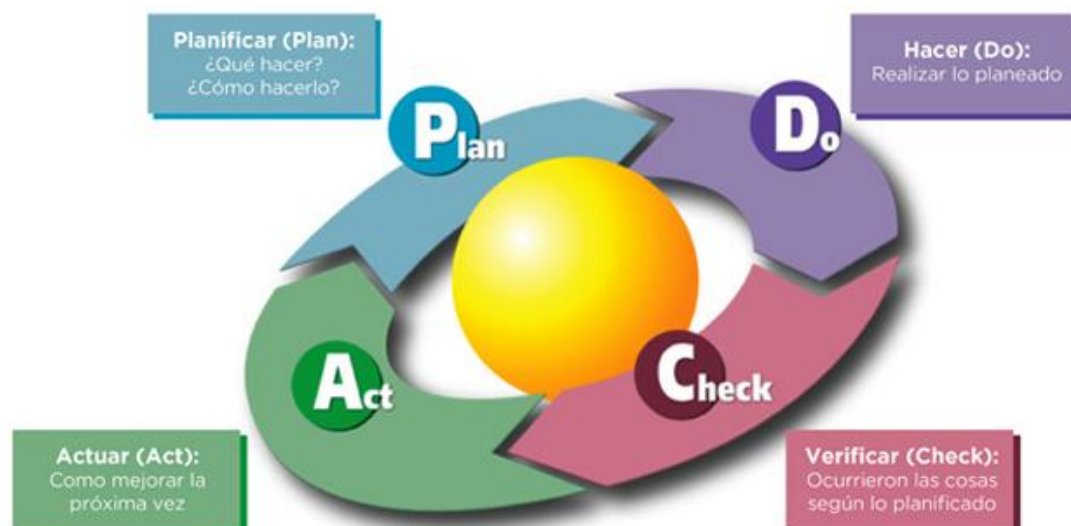 Planificar (Plan):
¿Qué hacer?
¿Cómo hacerlo?
Plan
Hacer (Do):
Realizar lo planeado
Do
Check
Verificar (Check):
Ocurrieron las cosas
según lo planificado
Act
Actuar (Act):
Como mejorar la
próxima vez